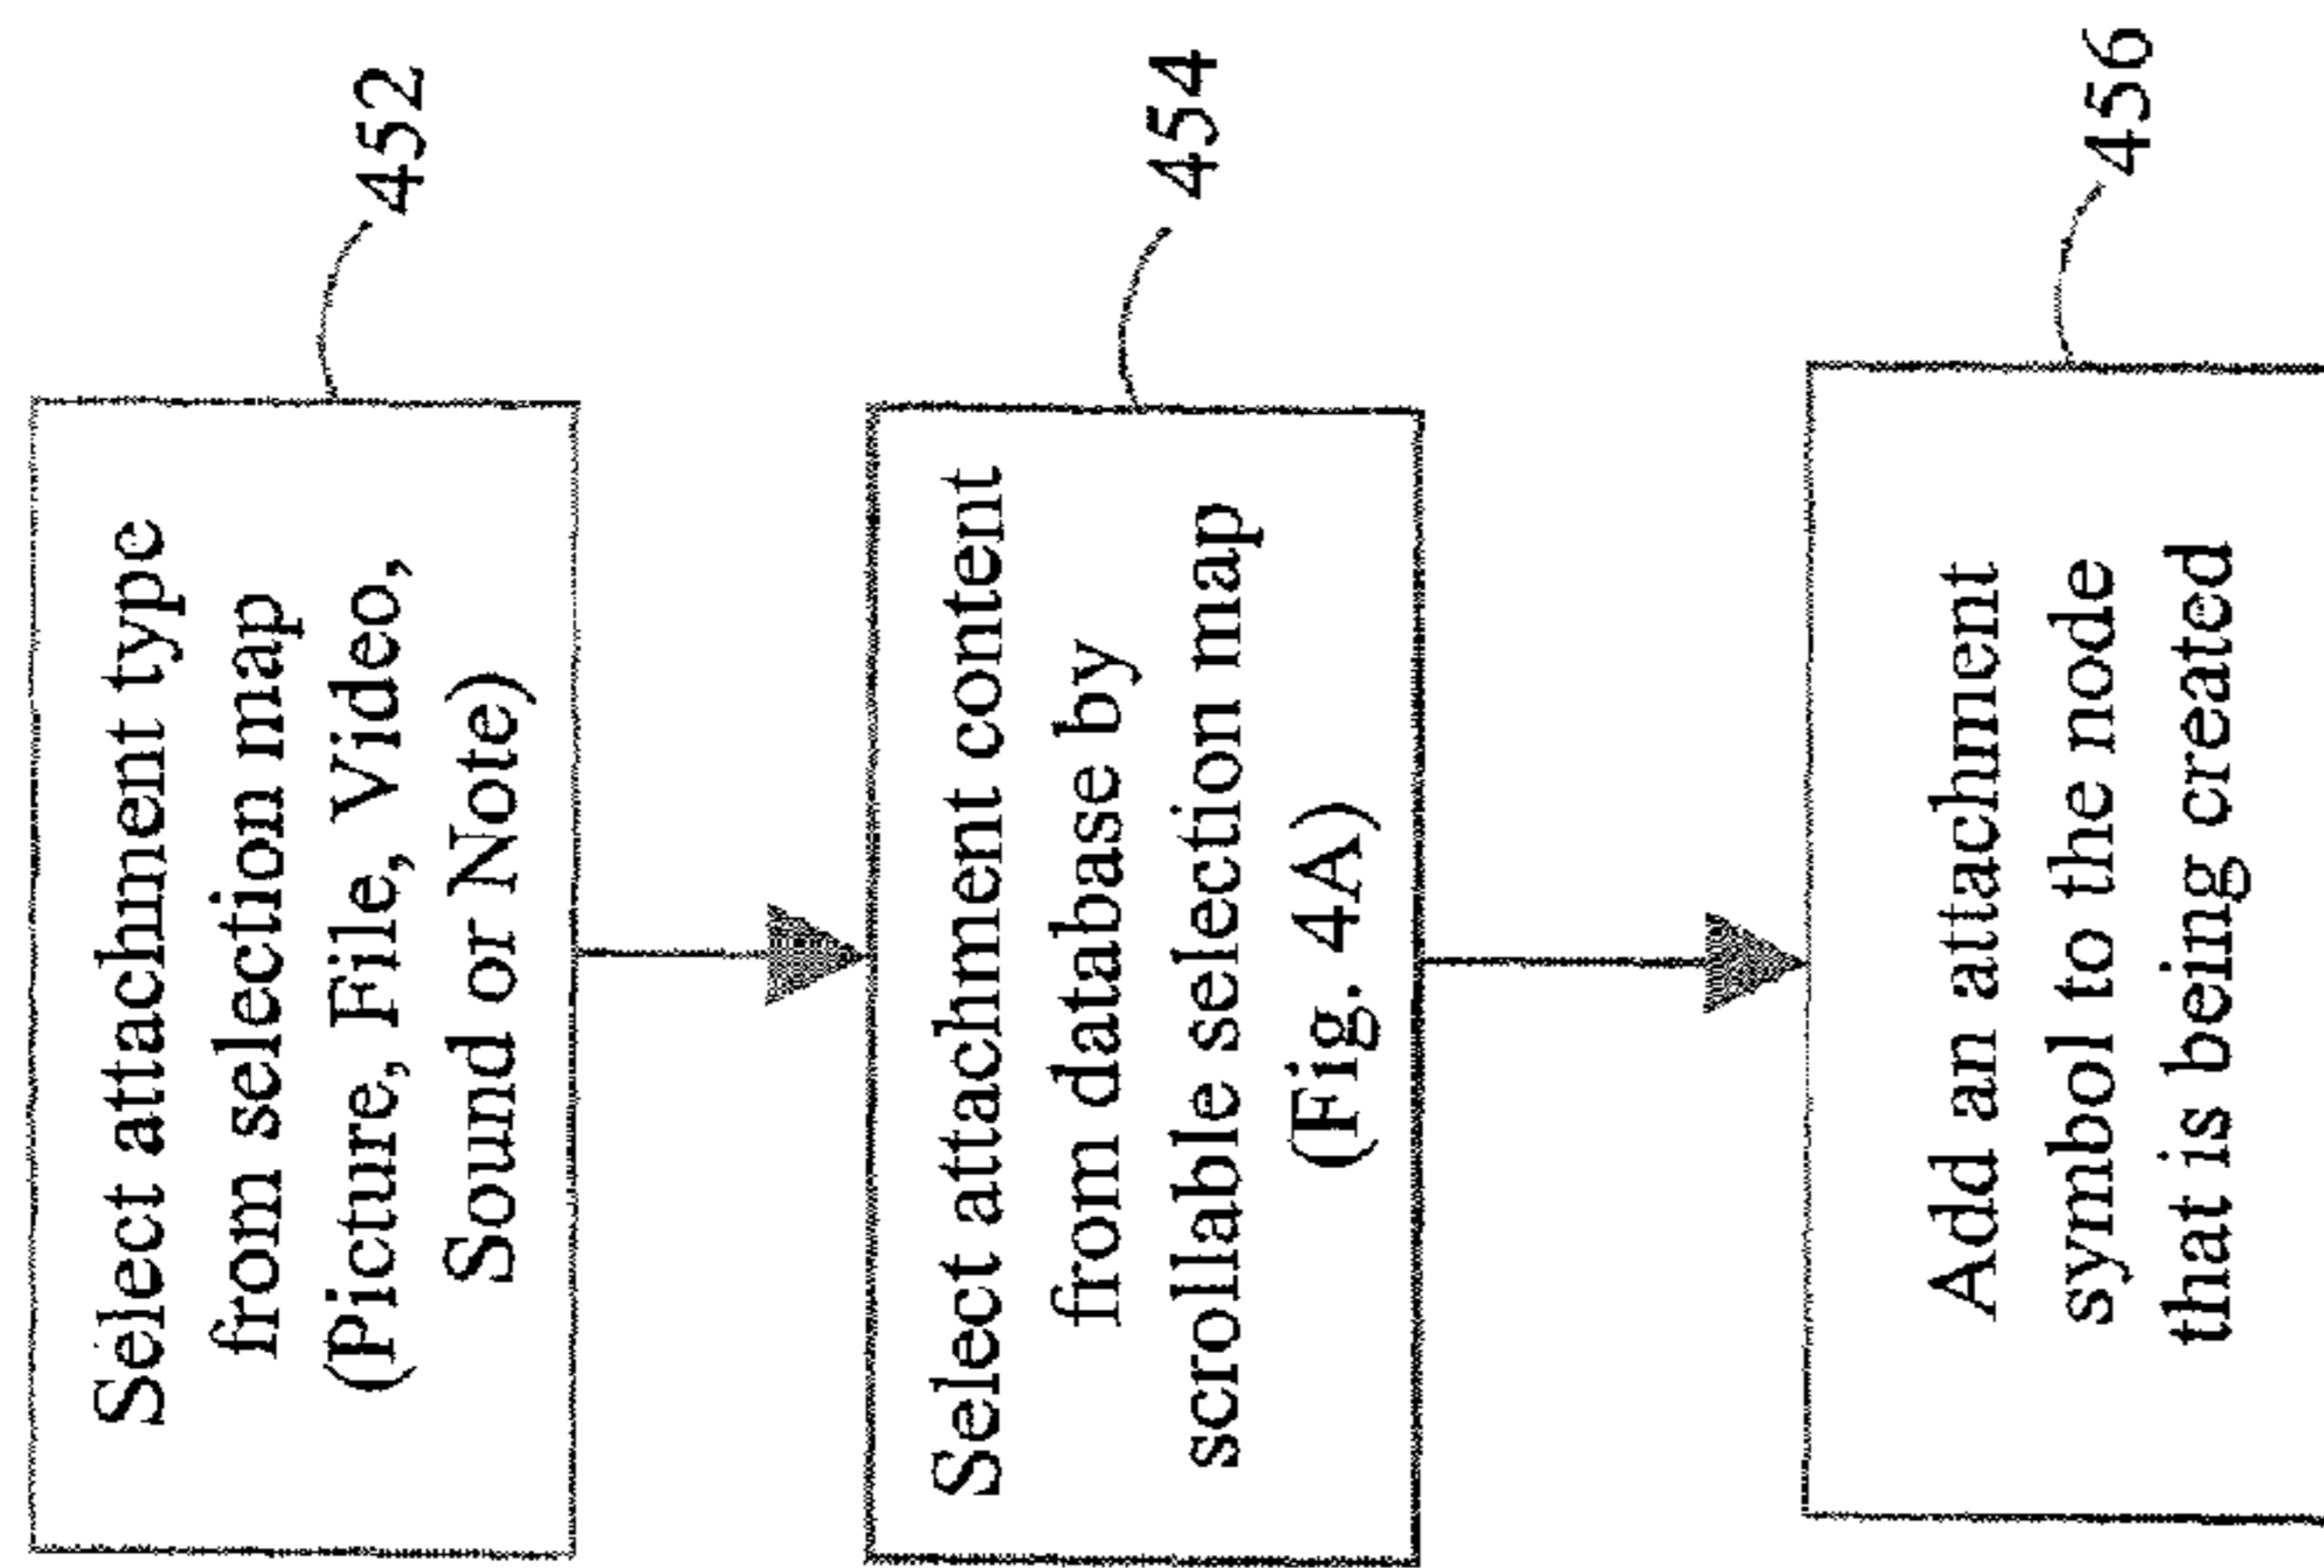 Select attachment type
from selection map
(Picture, File, Video,
Sound or Note)
452
Select attachment content
from database by
scrollable selection map
(Fig. 4A)
454
Add an attachment
symbol to the node
that is being created
456